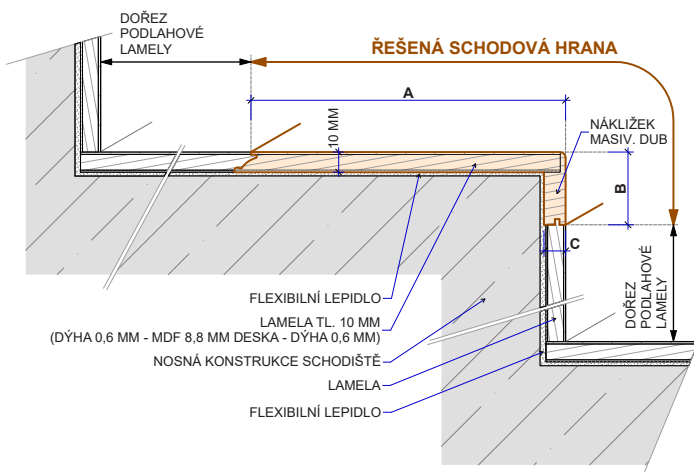 DOŘEZ
PODLAHOVÉ
LAMELY
ŘEŠENÁ SCHODOVÁ HRANA
A
10 MM
NÁKLIŽEK
MASIV. DUB
B
C
DOŘEZ
PODLAHOVÉ
LAMELY
FLEXIBILNÍ LEPIDLO
LAMELA TL. 10 MM
(DÝHA 0,6 MM - MDF 8,8 MM DESKA - DÝHA 0,6 MM)
NOSNÁ KONSTRUKCE SCHODIŠTĚ
LAMELA
FLEXIBILNÍ LEPIDLO